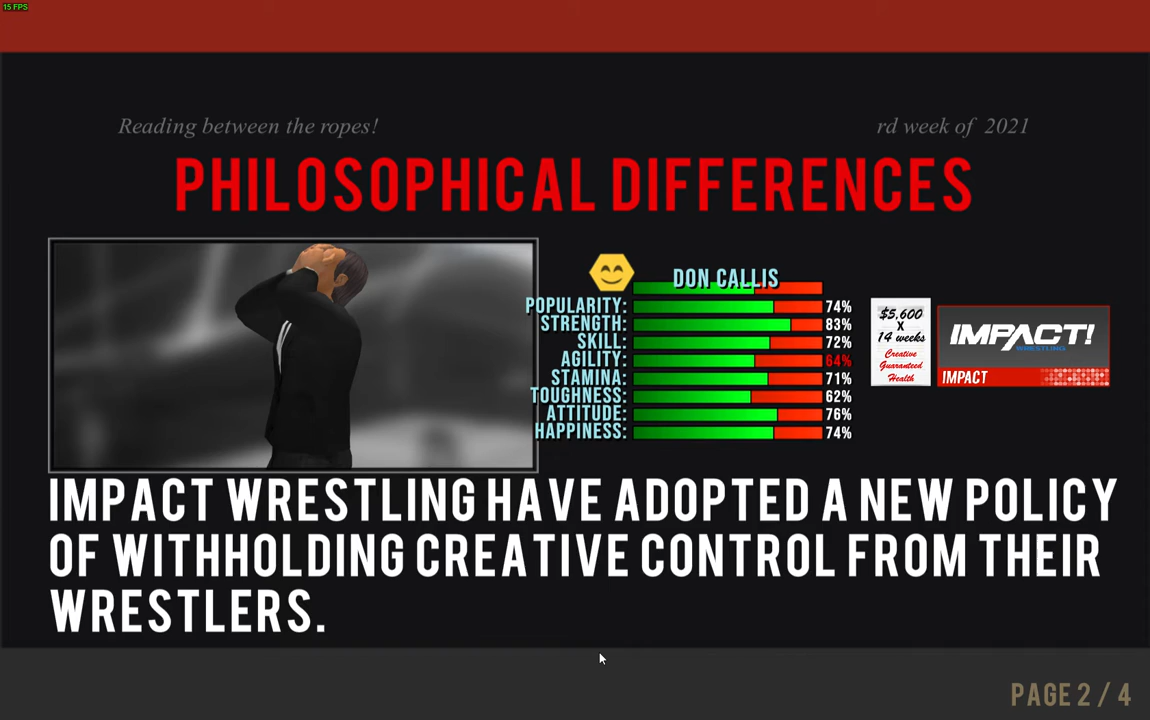 15 FPS
Reading between the ropes!
rd week of 2021
PHILOSOPHICAL DIFFERENCES
DON CALLIS
POPULARITY: 74%
STRENGTH: 83%
SKILL: 72%
AGILITY: 64%
STAMINA: 71%
TOUGHNESS: 62%
ATTITUDE: 76%
HAPPINESS: 74%
$5,600
X
14 weeks
Creative
Guaranteed
Health
IMPACT!
WRESTLING
IMPACT
IMPACT WRESTLING HAVE ADOPTED A NEW POLICY
OF WITHHOLDING CREATIVE CONTROL FROM THEIR
WRESTLERS.
PAGE 2 / 4